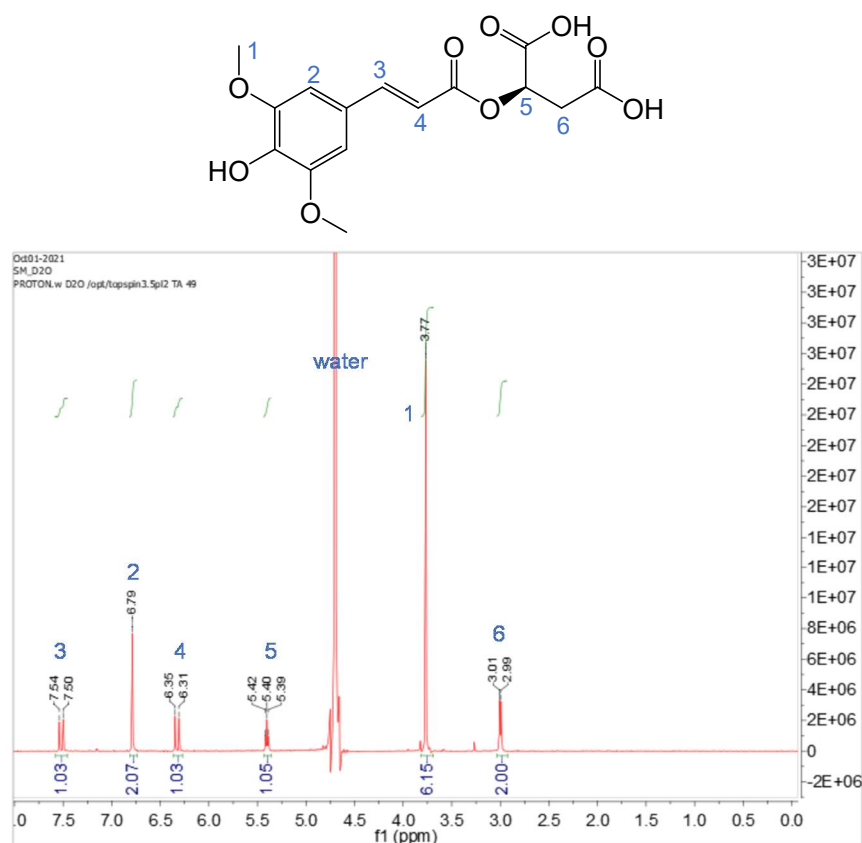 1
2
3
4
5
6
O
HO
O
O
O
O
OH
O
OH
Oct01-2021
SM_D2O
PROTON.w D2O /opt/topspin3.5pl2 TA 49
water
1
2
3
4
5
6
7.54
7.50
6.79
6.35
6.31
5.42
5.40
5.39
3.77
3.01
2.99
1.03
2.07
1.03
1.05
6.15
2.00
3E+07
3E+07
3E+07
3E+07
2E+07
2E+07
2E+07
2E+07
2E+07
1E+07
1E+07
1E+07
8E+06
6E+06
4E+06
2E+06
0
-2E+06
.0 7.5 7.0 6.5 6.0 5.5 5.0 4.5 4.0 3.5 3.0 2.5 2.0 1.5 1.0 0.5 0.0
f1 (ppm)